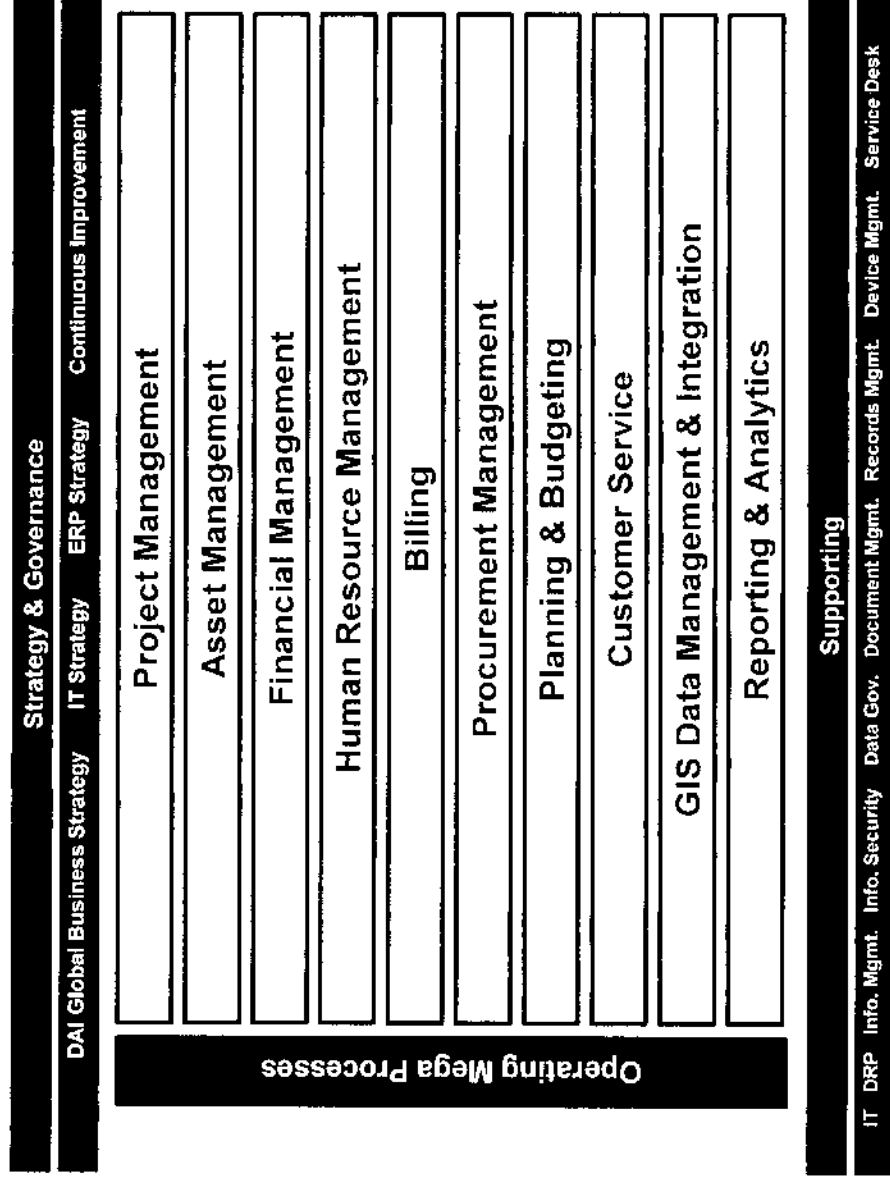 Strategy & Governance
DAI Global Business Strategy IT Strategy ERP Strategy Continuous Improvement
Operating Mega Processes
Project Management
Asset Management
Financial Management
Human Resource Management
Billing
Procurement Management
Planning & Budgeting
Customer Service
GIS Data Management & Integration
Reporting & Analytics
Supporting
IT DRP Info. Mgmt. Info. Security Data Gov. Document Mgmt. Records Mgmt. Device Mgmt. Service Desk